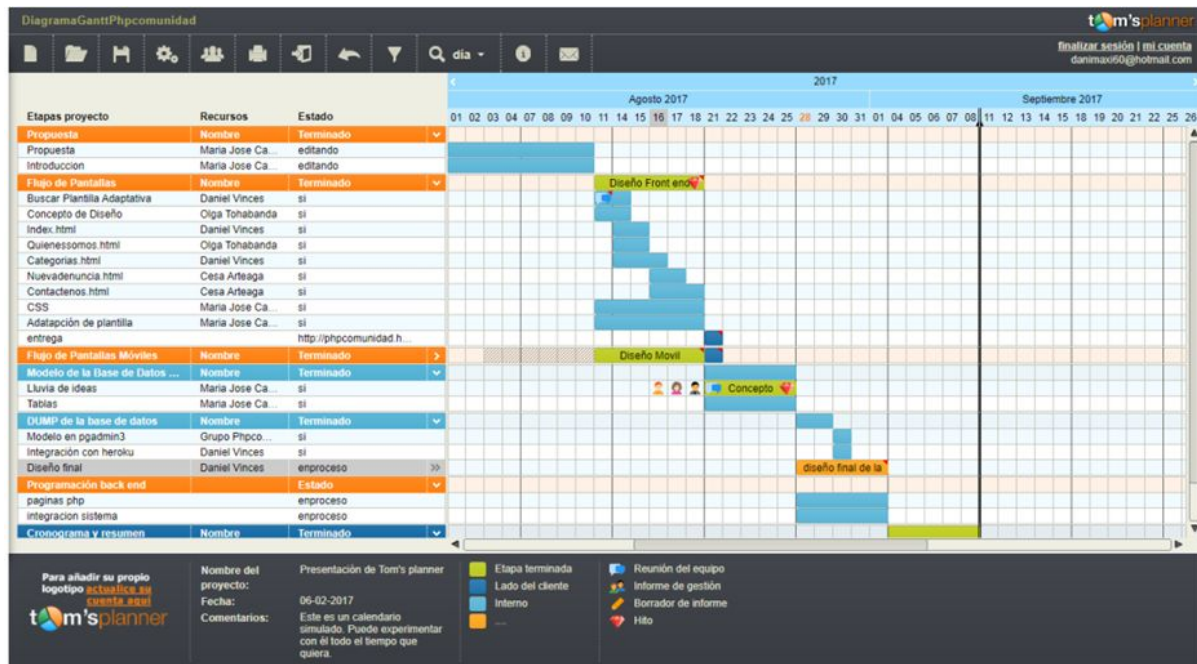 DiagramaGanttPhpcomunidad
tom'splanner
día
finalizar sesión | mi cuenta
danimaxi60@hotmail.com
2017
Agosto 2017 Septiembre 2017
Etapas proyecto Recursos Estado 01 02 03 04 07 08 09 10 11 14 15 16 17 18 21 22 23 24 25 28 29 30 31 01 04 05 06 07 08 11 12 13 14 15 18 19 20 21 22 25 26
Propuesta Nombre Terminado
Propuesta Maria Jose Ca... editando
Introduccion Maria Jose Ca... editando
Flujo de Pantallas Nombre Terminado Diseño Front end
Buscar Plantilla Adaptativa Daniel Vinces si
Concepto de Diseño Olga Tohabanda si
Index.html Daniel Vinces si
Quienessomos.html Olga Tohabanda si
Categorias.html Daniel Vinces si
Nuevadenuncia.html Cesa Arteaga si
Contactenos.html Cesa Arteaga si
CSS Maria Jose Ca... si
Adatapción de plantilla Maria Jose Ca... si
entrega http://phpcomunidad.h...
Flujo de Pantallas Móviles Nombre Terminado Diseño Movil
Modelo de la Base de Datos ... Nombre Terminado
Lluvia de ideas Maria Jose Ca... si Concepto
Tablas Maria Jose Ca... si
DUMP de la base de datos Nombre Terminado
Modelo en pgadmin3 Grupo Phpco... si
Integración con heroku Daniel Vinces si
Diseño final Daniel Vinces enproceso diseño final de la
Programación back end Estado
paginas php enproceso
integracion sistema enproceso
Cronograma y resumen Nombre Terminado
Para añadir su propio
logotipo actualice su
cuenta aquí
tom'splanner
Nombre del
proyecto:
Presentación de Tom's planner
Fecha: 06-02-2017
Comentarios: Este es un calendario
simulado. Puede experimentar
con él todo el tiempo que
quiera.
Etapa terminada
Lado del cliente
Interno
...
Reunión del equipo
Informe de gestión
Borrador de informe
Hito